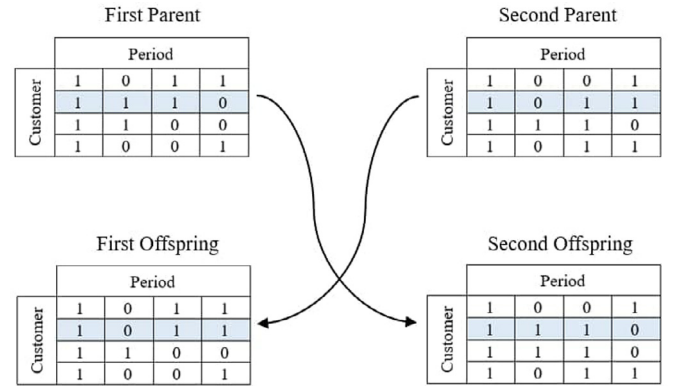 First Parent
Period
Customer
1 0 1 1
1 1 1 0
1 1 0 0
1 0 0 1
Second Parent
Period
Customer
1 0 0 1
1 0 1 1
1 1 1 0
1 0 1 1
First Offspring
Period
Customer
1 0 1 1
1 0 1 1
1 1 0 0
1 0 0 1
Second Offspring
Period
Customer
1 0 0 1
1 1 1 0
1 1 1 0
1 0 1 1